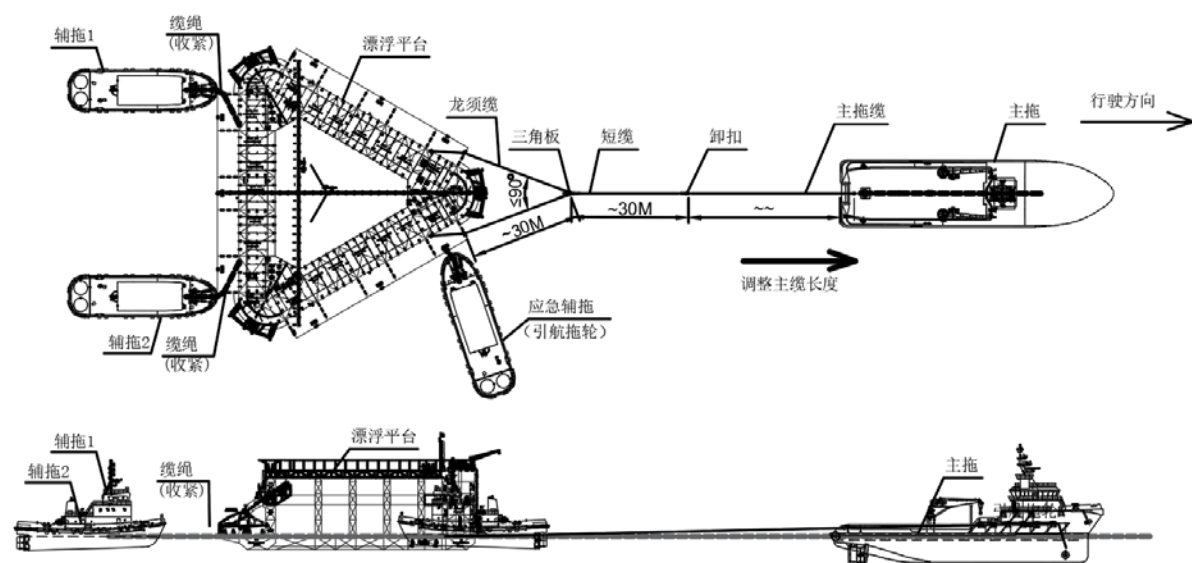 辅拖1
缆绳
(收紧)
漂浮平台
龙须缆
三角板
短缆
卸扣
主拖缆
主拖
行驶方向
≤90°
~30M
~30M
~~
调整主缆长度
辅拖2
缆绳
(收紧)
应急辅拖
(引航拖轮)
辅拖1
辅拖2
缆绳
(收紧)
漂浮平台
主拖